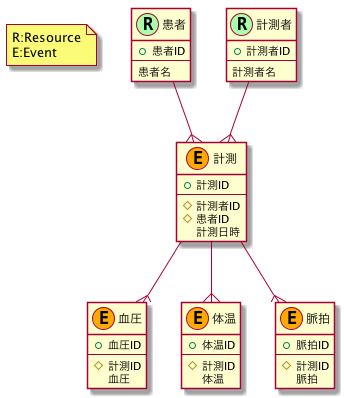 R:Resource
E:Event
R 患者
患者ID
患者名
R 計測者
計測者ID
計測者名
E 計測
計測ID
計測者ID
患者ID
計測日時
E 血圧
血圧ID
計測ID
血圧
E 体温
体温ID
計測ID
体温
E 脈拍
脈拍ID
計測ID
脈拍